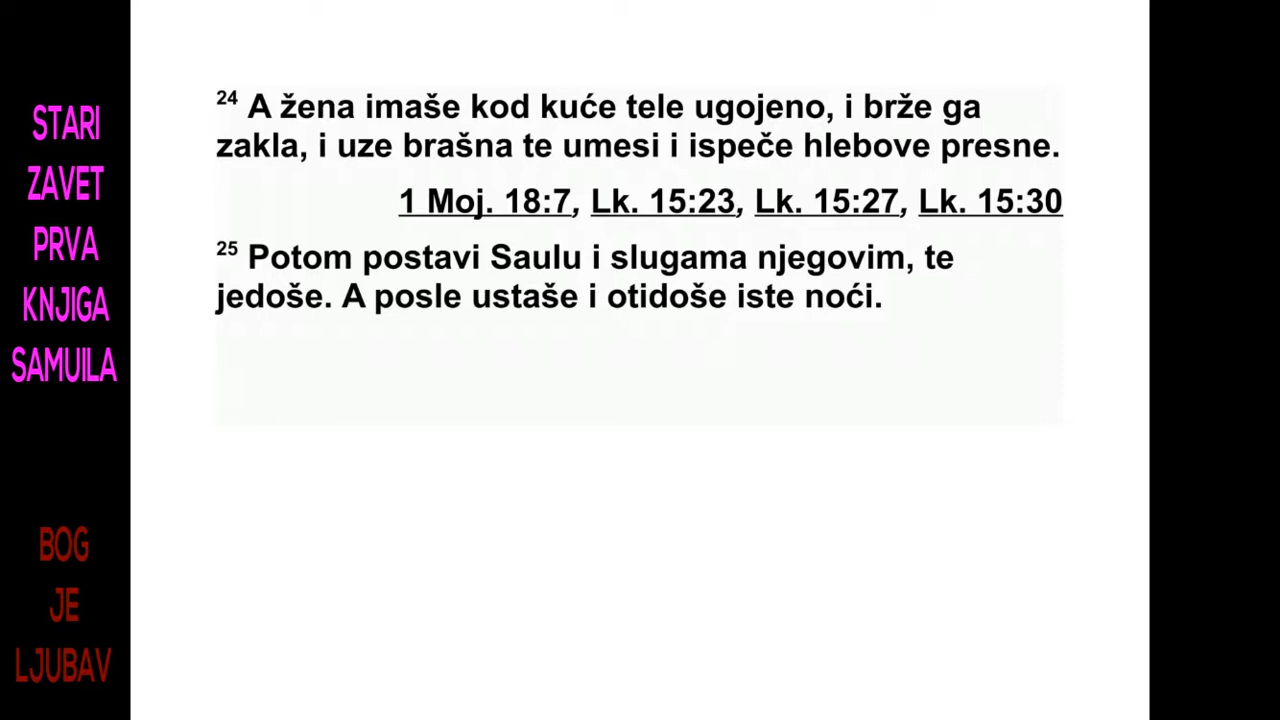 STARI
ZAVET
PRVA
KNJIGA
SAMUILA
BOG
JE
LJUBAV
24 A žena imaše kod kuće tele ugojeno, i brže ga
zakla, i uze brašna te umesi i ispeče hlebove presne.
1 Moj. 18:7, Lk. 15:23, Lk. 15:27, Lk. 15:30
25 Potom postavi Saulu i slugama njegovim, te
jedoše. A posle ustaše i otidoše iste noći.